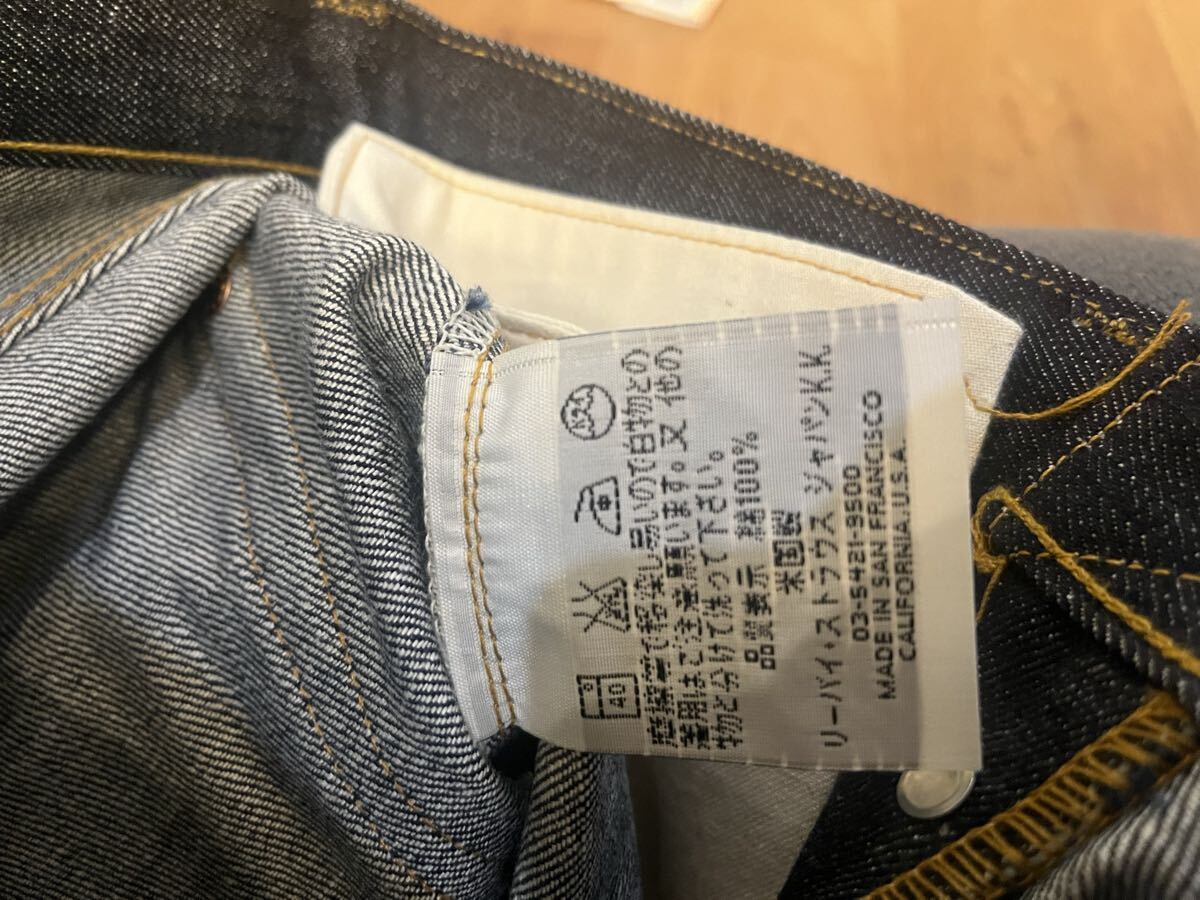 40 中
摩擦で移染し易いので白物との
着用はご注意願います。又他の
物と分けて洗って下さい。
品質表示 綿100%
米国製
リーバイ・ストラウス ジャパンK.K.
03-5421-9500
MADE IN SAN FRANCISCO
CALIFORNIA.U.S.A.